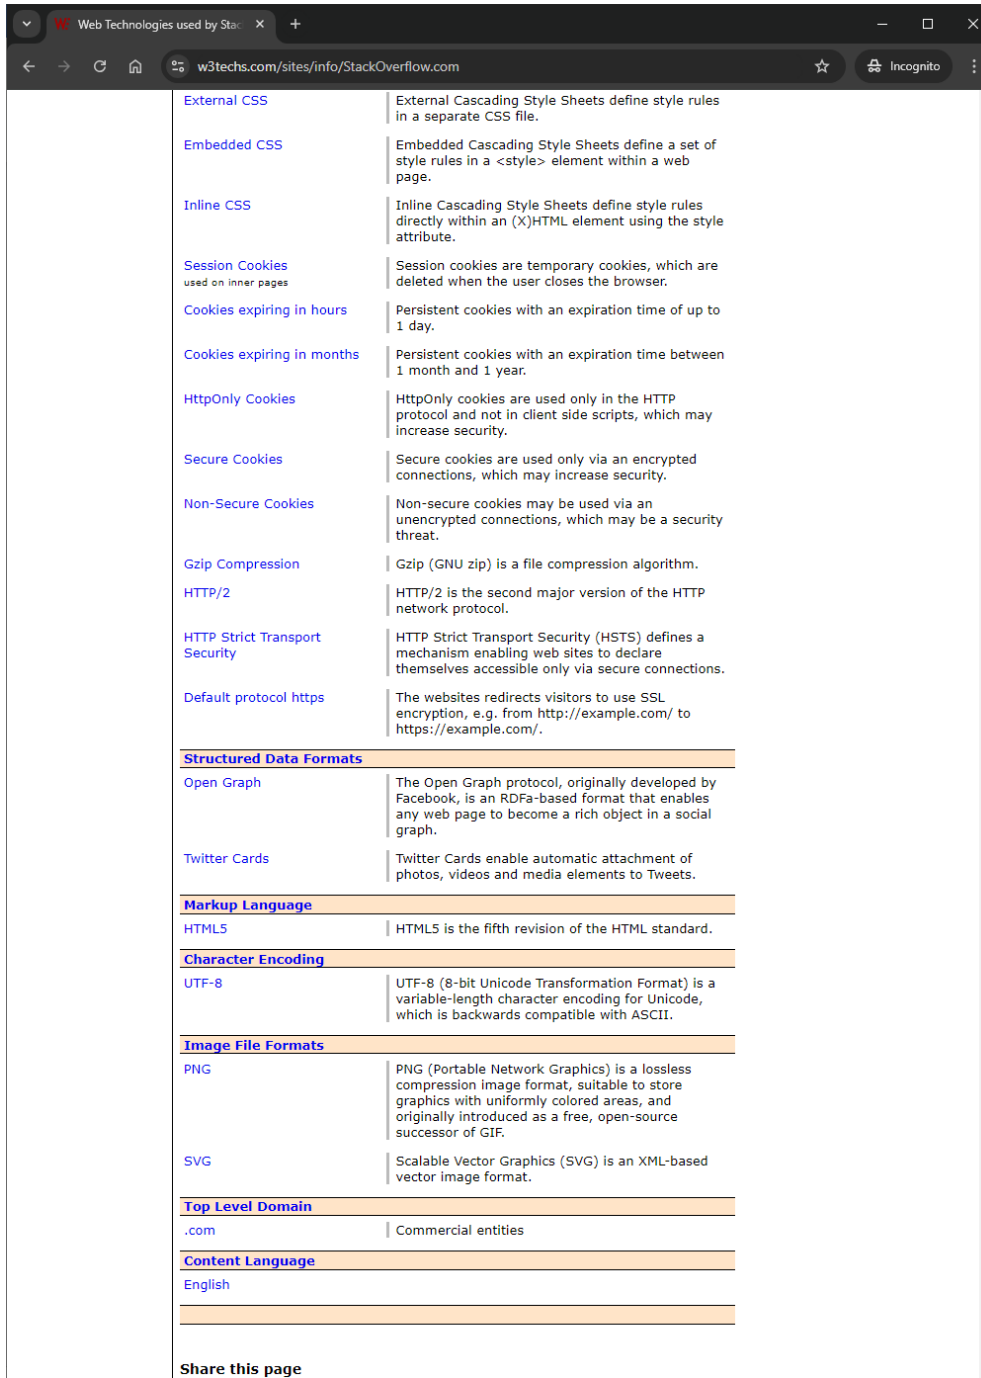 Web Technologies used by Stac
w3techs.com/sites/info/StackOverflow.com
Incognito
External CSS
External Cascading Style Sheets define style rules
in a separate CSS file.
Embedded CSS
Embedded Cascading Style Sheets define a set of
style rules in a <style> element within a web
page.
Inline CSS
Inline Cascading Style Sheets define style rules
directly within an (X)HTML element using the style
attribute.
Session Cookies
used on inner pages
Session cookies are temporary cookies, which are
deleted when the user closes the browser.
Cookies expiring in hours
Persistent cookies with an expiration time of up to
1 day.
Cookies expiring in months
Persistent cookies with an expiration time between
1 month and 1 year.
HttpOnly Cookies
HttpOnly cookies are used only in the HTTP
protocol and not in client side scripts, which may
increase security.
Secure Cookies
Secure cookies are used only via an encrypted
connections, which may increase security.
Non-Secure Cookies
Non-secure cookies may be used via an
unencrypted connections, which may be a security
threat.
Gzip Compression
Gzip (GNU zip) is a file compression algorithm.
HTTP/2
HTTP/2 is the second major version of the HTTP
network protocol.
HTTP Strict Transport
Security
HTTP Strict Transport Security (HSTS) defines a
mechanism enabling web sites to declare
themselves accessible only via secure connections.
Default protocol https
The websites redirects visitors to use SSL
encryption, e.g. from http://example.com/ to
https://example.com/.
Structured Data Formats
Open Graph
The Open Graph protocol, originally developed by
Facebook, is an RDFa-based format that enables
any web page to become a rich object in a social
graph.
Twitter Cards
Twitter Cards enable automatic attachment of
photos, videos and media elements to Tweets.
Markup Language
HTML5
HTML5 is the fifth revision of the HTML standard.
Character Encoding
UTF-8
UTF-8 (8-bit Unicode Transformation Format) is a
variable-length character encoding for Unicode,
which is backwards compatible with ASCII.
Image File Formats
PNG
PNG (Portable Network Graphics) is a lossless
compression image format, suitable to store
graphics with uniformly colored areas, and
originally introduced as a free, open-source
successor of GIF.
SVG
Scalable Vector Graphics (SVG) is an XML-based
vector image format.
Top Level Domain
.com
Commercial entities
Content Language
English
Share this page